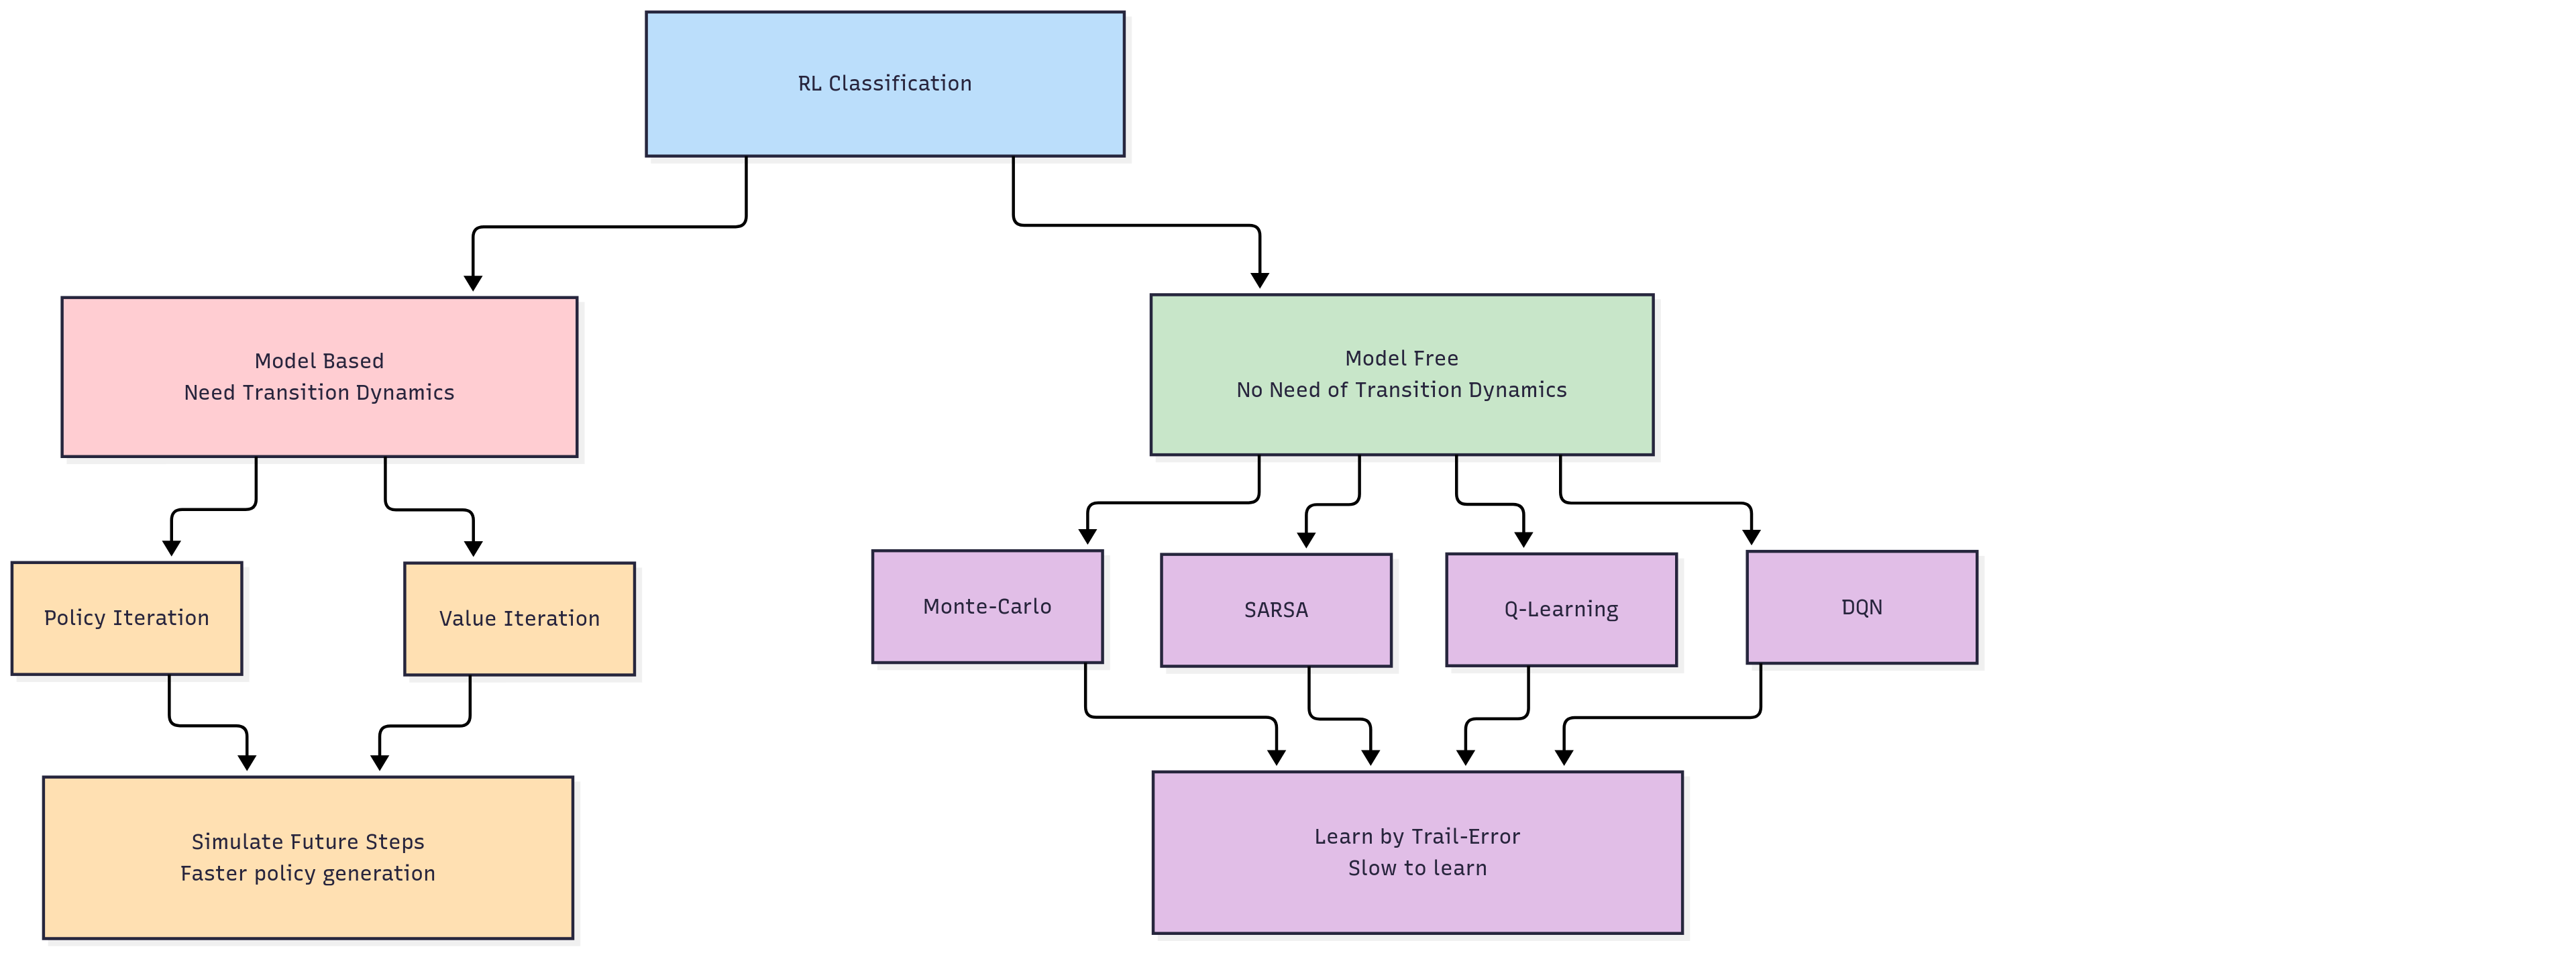 RL Classification
Model Based
Need Transition Dynamics
Model Free
No Need of Transition Dynamics
Policy Iteration
Value Iteration
Monte-Carlo
SARSA
Q-Learning
DQN
Simulate Future Steps
Faster policy generation
Learn by Trail-Error
Slow to learn